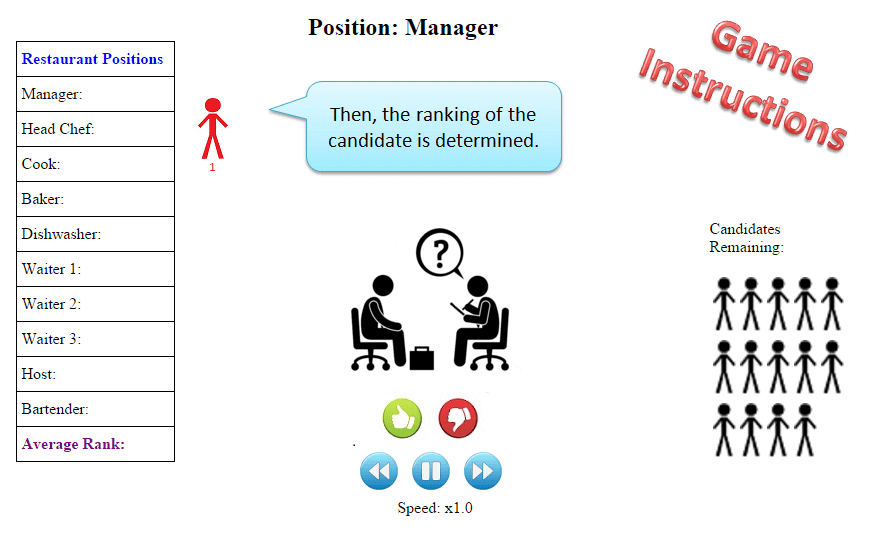 Position: Manager
Game
Instructions
Restaurant Positions
Manager:
Head Chef:
Cook:
Baker:
Dishwasher:
Waiter 1:
Waiter 2:
Waiter 3:
Host:
Bartender:
Average Rank:
1
Then, the ranking of the
candidate is determined.
?
Candidates
Remaining:
Speed: x1.0